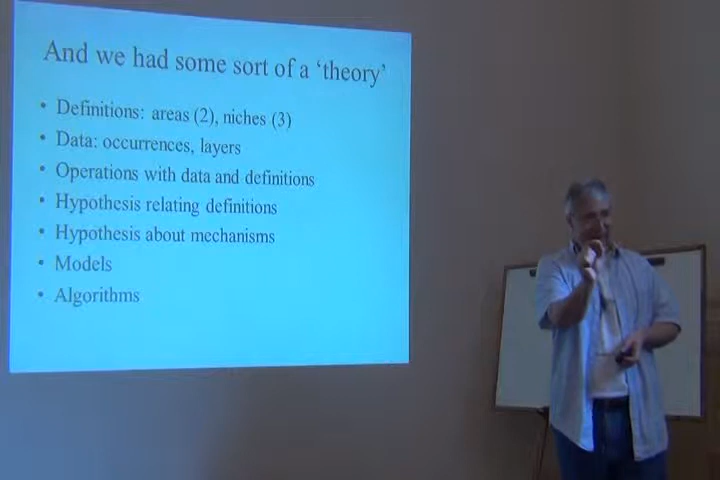 And we had some sort of a ‘theory’
• Definitions: areas (2), niches (3)
• Data: occurrences, layers
• Operations with data and definitions
• Hypothesis relating definitions
• Hypothesis about mechanisms
• Models
• Algorithms